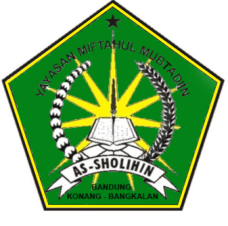 YAYASAN MIFTAHUL MUBTADIIN
AS-SHOLIHIN
BANDUNG
KONANG - BANGKALAN